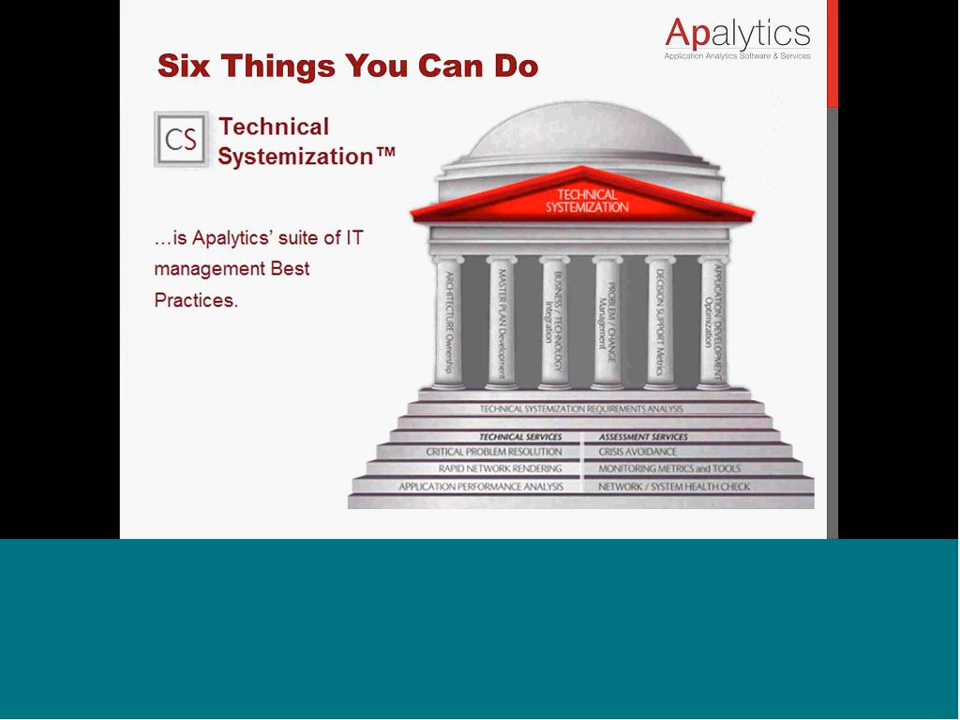 Apalytics
Application Analytics Software & Services
Six Things You Can Do
CS
Technical
Systemization™
…is Apalytics’ suite of IT
management Best
Practices.
TECHNICAL
SYSTEMIZATION
ARCHITECTURE Ownership
MASTER PLAN Development
BUSINESS / TECHNOLOGY
Integration
PROBLEM / CHANGE
Management
DECISION SUPPORT Metrics
APPLICATION DEVELOPMENT
Optimization
TECHNICAL SYSTEMIZATION REQUIREMENTS ANALYSIS
TECHNICAL SERVICES
ASSESSMENT SERVICES
CRITICAL PROBLEM RESOLUTION
CRISIS AVOIDANCE
RAPID NETWORK RENDERING
MONITORING METRICS and TOOLS
APPLICATION PERFORMANCE ANALYSIS
NETWORK / SYSTEM HEALTH CHECK